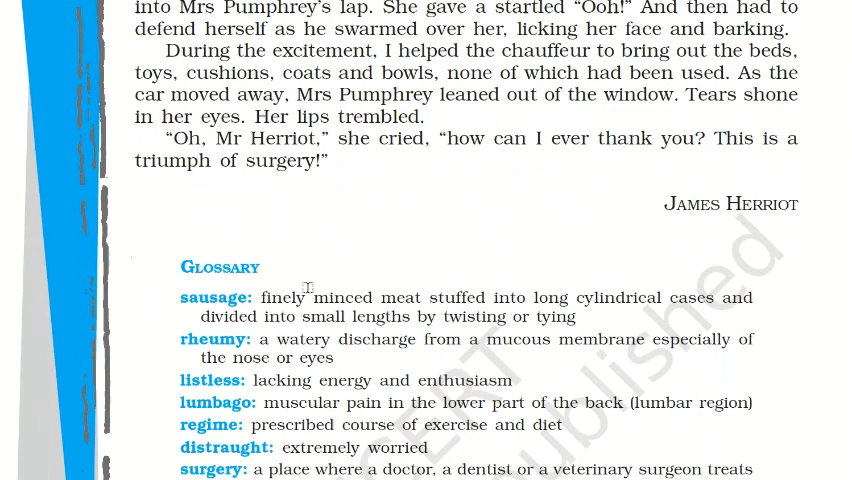 into Mrs Pumphrey's lap. She gave a startled “Ooh!” And then had to
defend herself as he swarmed over her, licking her face and barking.
During the excitement, I helped the chauffeur to bring out the beds,
toys, cushions, coats and bowls, none of which had been used. As the
car moved away, Mrs Pumphrey leaned out of the window. Tears shone
in her eyes. Her lips trembled.
“Oh, Mr Herriot,” she cried, “how can I ever thank you? This is a
triumph of surgery!”
JAMES HERRIOT
GLOSSARY
sausage: finely minced meat stuffed into long cylindrical cases and
divided into small lengths by twisting or tying
rheumy: a watery discharge from a mucous membrane especially of
the nose or eyes
listless: lacking energy and enthusiasm
lumbago: muscular pain in the lower part of the back (lumbar region)
regime: prescribed course of exercise and diet
distraught: extremely worried
surgery: a place where a doctor, a dentist or a veterinary surgeon treats